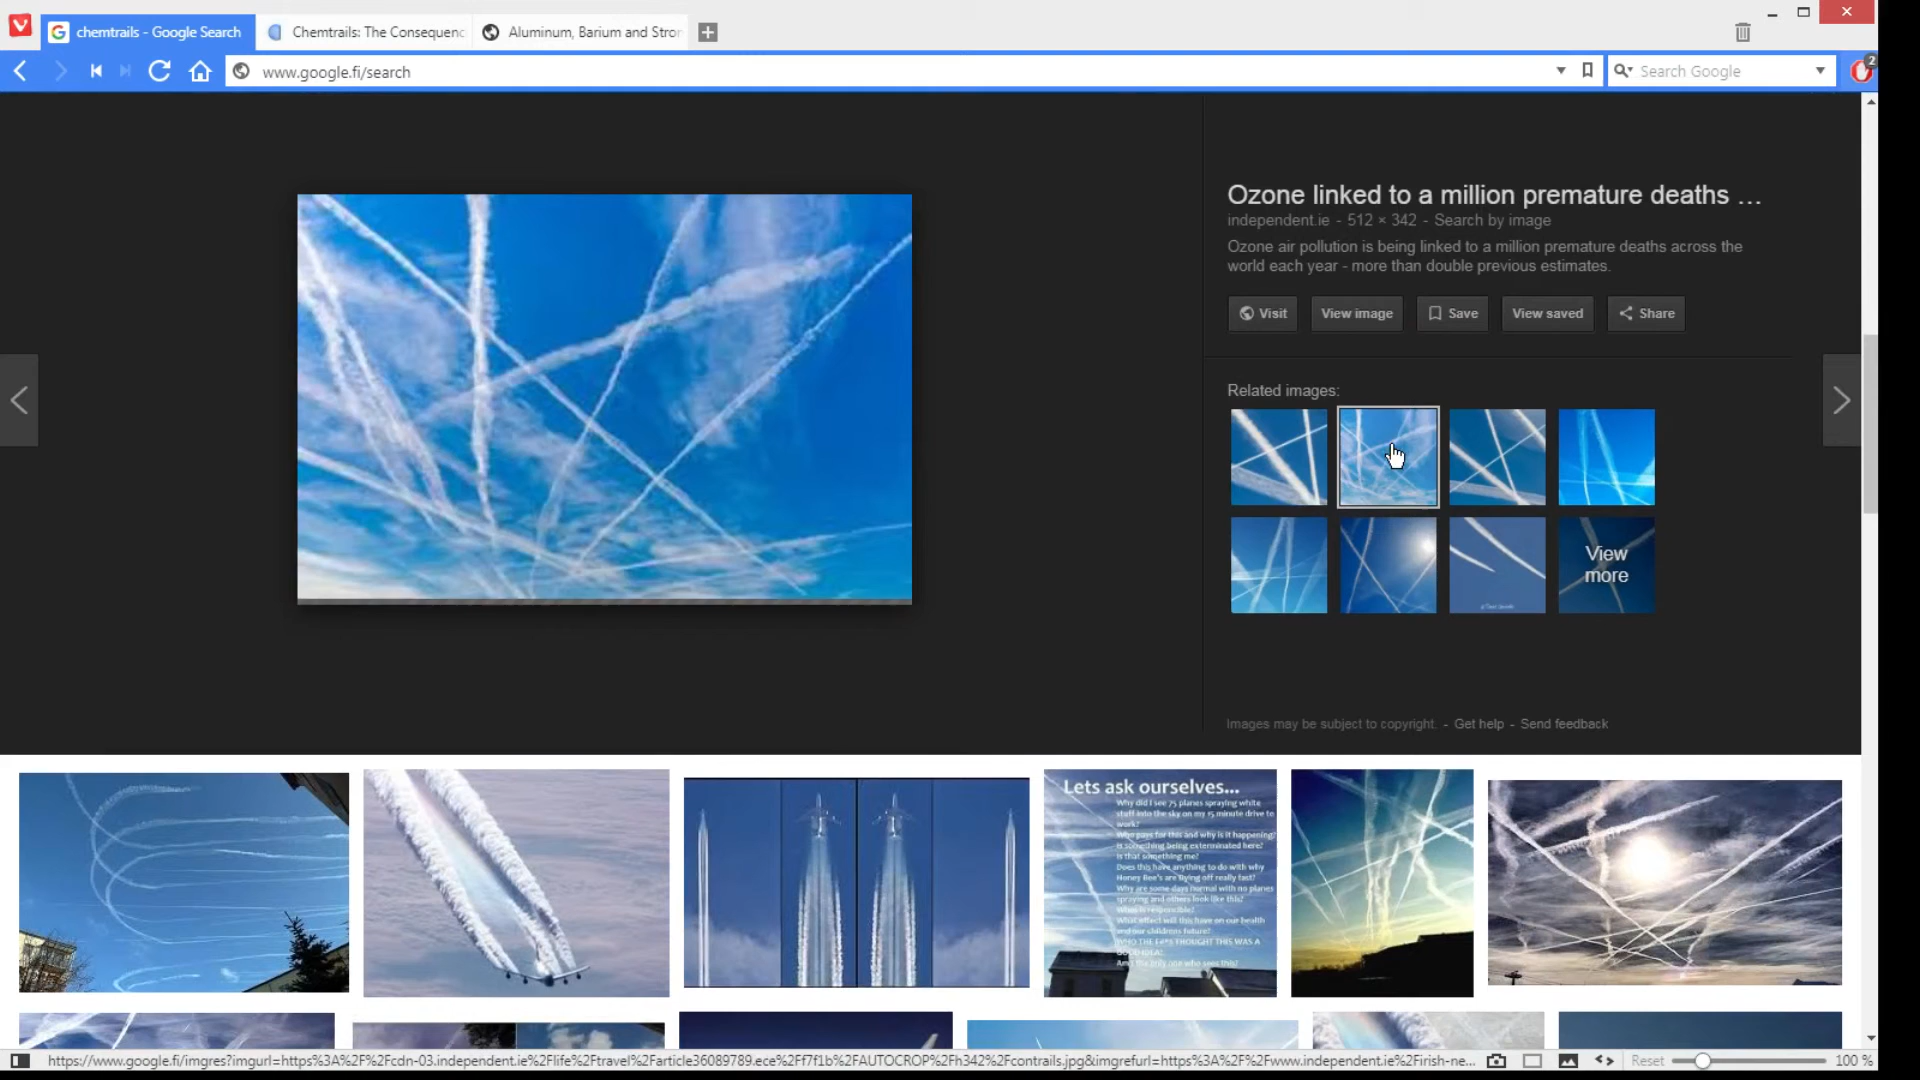 chemtrails - Google Search
Chemtrails: The Consequenc
Aluminum, Barium and Stron
www.google.fi/search
Search Google
2
Ozone linked to a million premature deaths ...
independent.ie - 512 × 342 - Search by image
Ozone air pollution is being linked to a million premature deaths across the
world each year - more than double previous estimates.
Visit
View image
Save
View saved
Share
Related images:
View
more
Images may be subject to copyright. - Get help - Send feedback
Lets ask ourselves...
Why did I see 75 planes spraying white
stuff into the sky on my 15 minute drive to
work?
Who pays for this and why is it happening?
Is something being exterminated here?
Is that something me?
Does this have anything to do with why
Honey Bee's are flying off really fast?
Why are some days normal with no planes
spraying and others look like this?
What effect will this have on our health
and our childrens future?
WHO THE F#*$ THOUGHT THIS WAS A
GOOD IDEA?
Am I the only one who sees this?
https://www.google.fi/imgres?imgurl=https%3A%2F%2Fcdn-03.independent.ie%2Flife%2Ftravel%2Farticle36089789.ece%2Ff7f1b%2FAUTOCROP%2Fh342%2Fcontrails.jpg&imgrefurl=https%3A%2F%2Fwww.independent.ie%2Firish-ne...
Reset
100 %